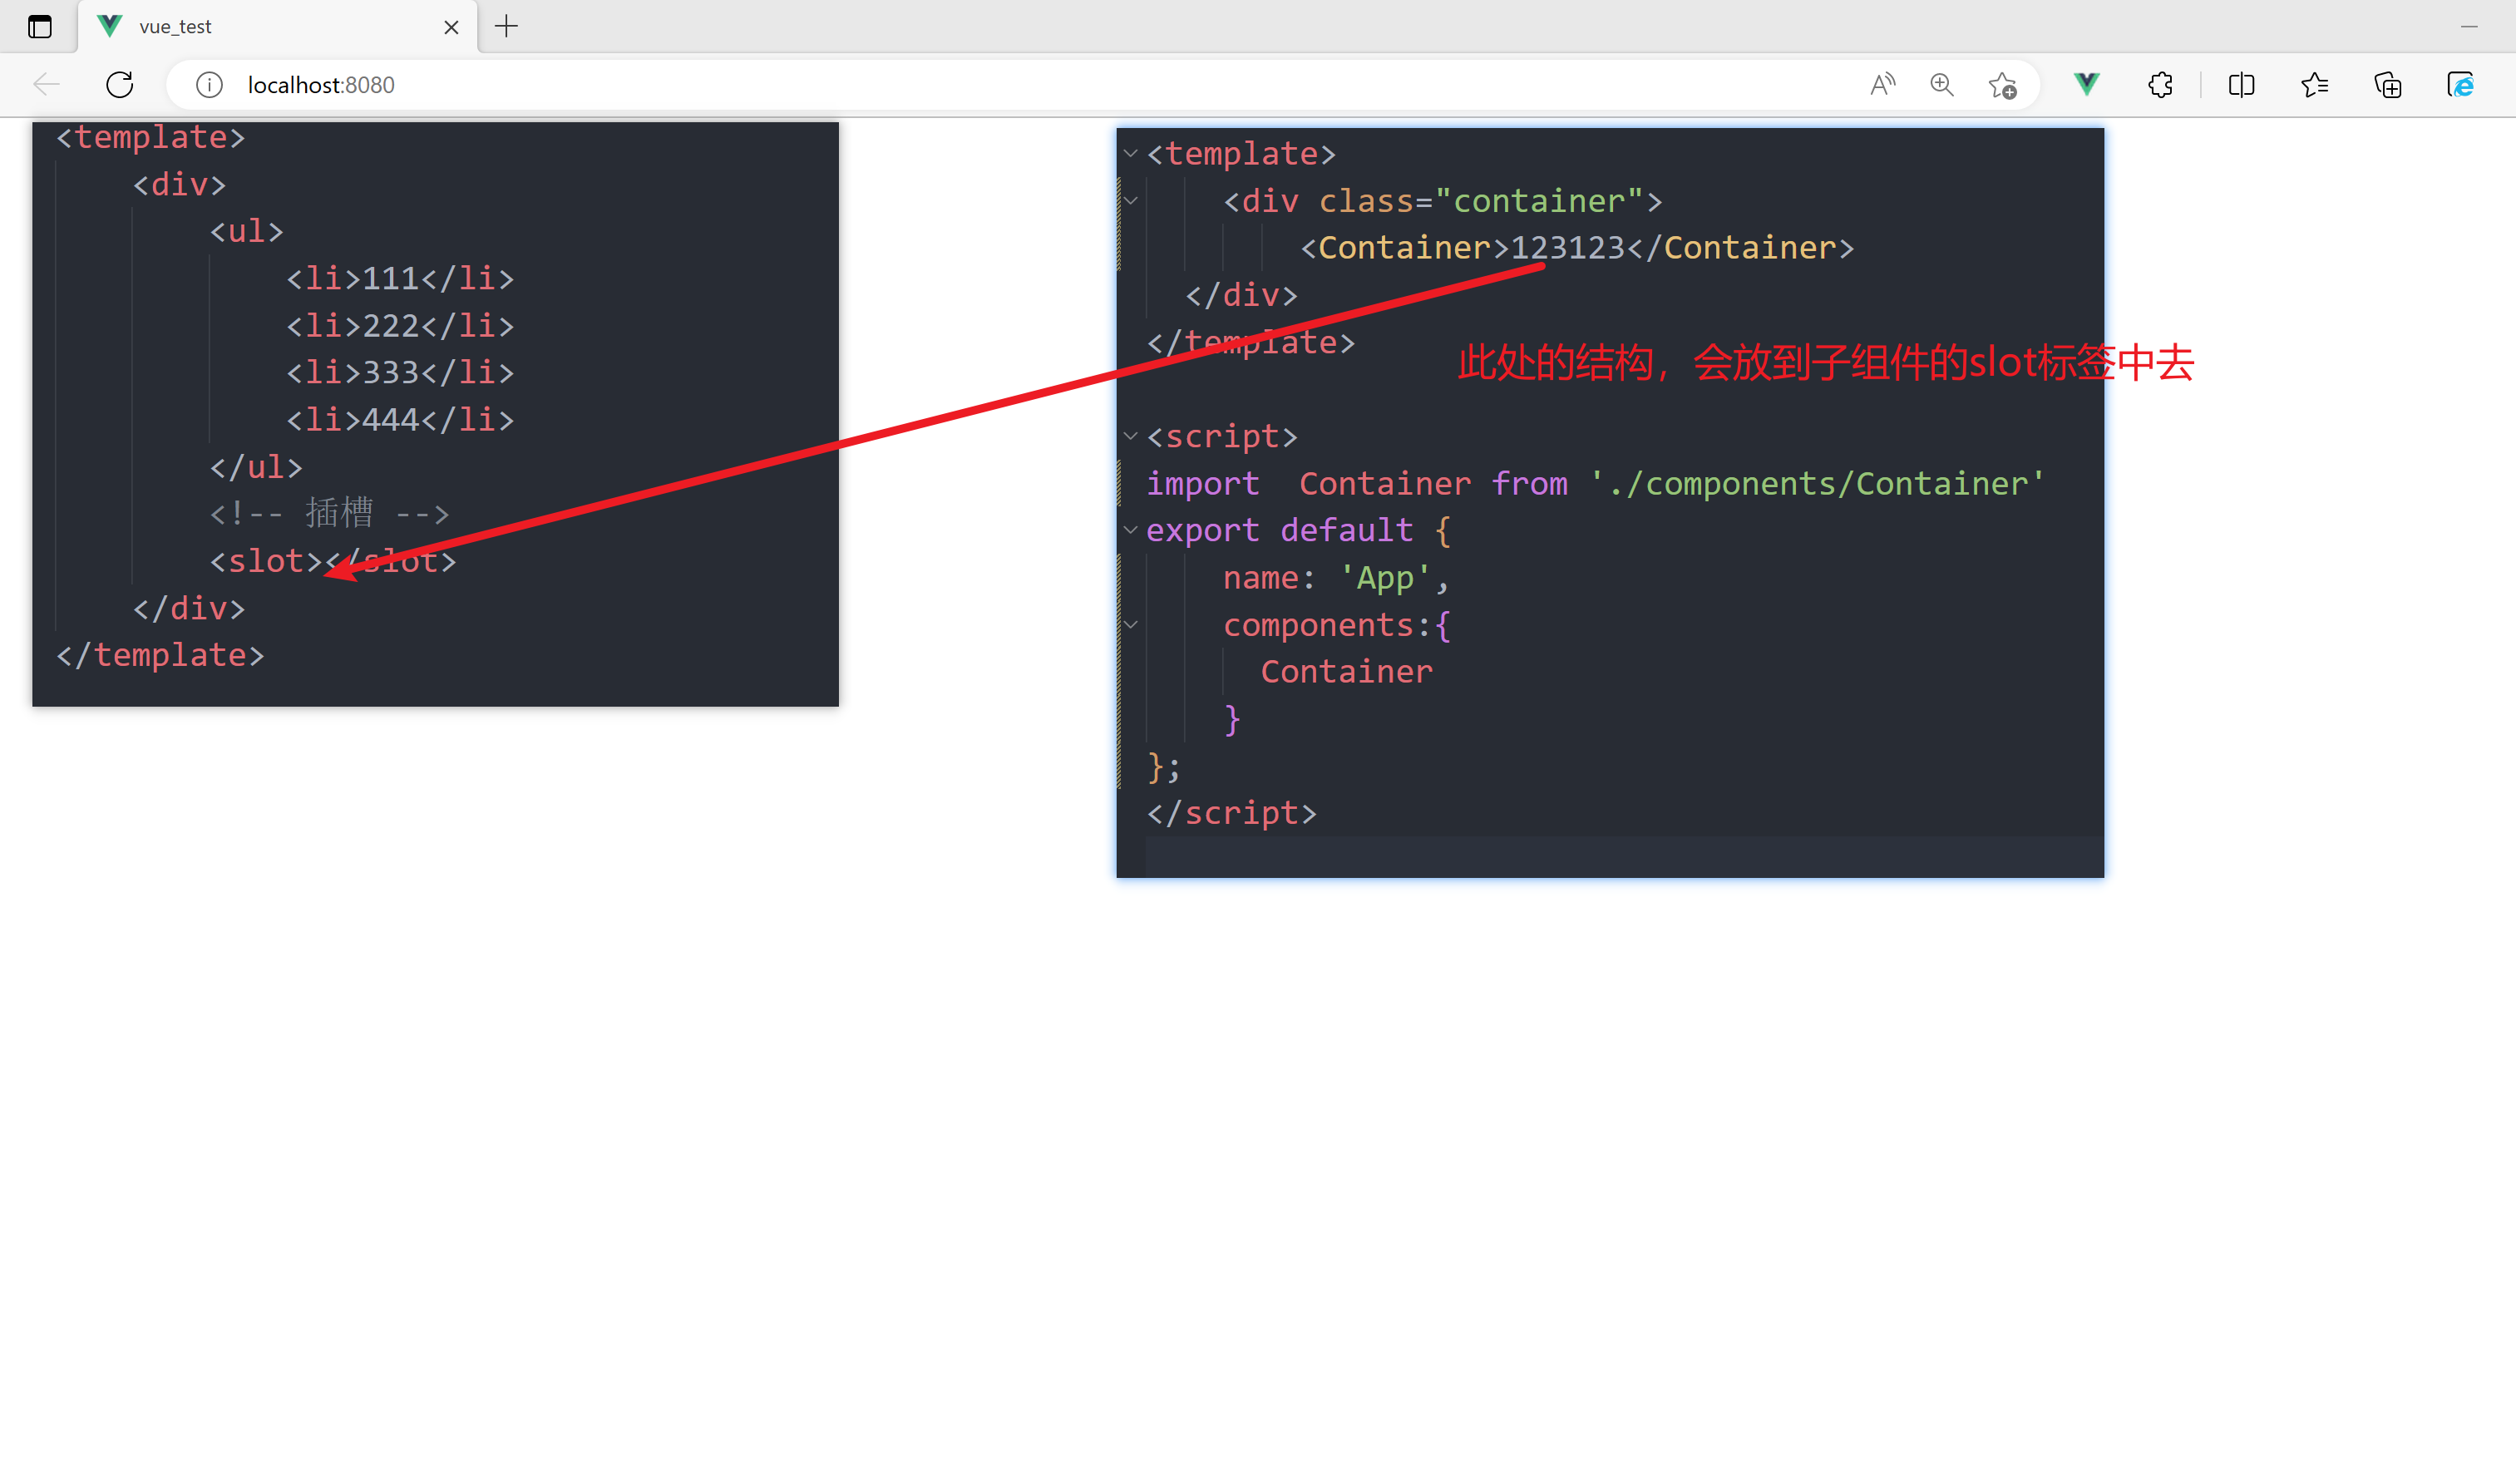 vue_test
localhost:8080
<template>
<div>
<ul>
<li>111</li>
<li>222</li>
<li>333</li>
<li>444</li>
</ul>
<!-- 插槽 -->
<slot></slot>
</div>
</template>
<template>
<div class="container">
<Container>123123</Container>
</div>
</template>
此处的结构，会放到子组件的slot标签中去
<script>
import  Container from './components/Container'
export default {
name: 'App',
components:{
Container
}
};
</script>